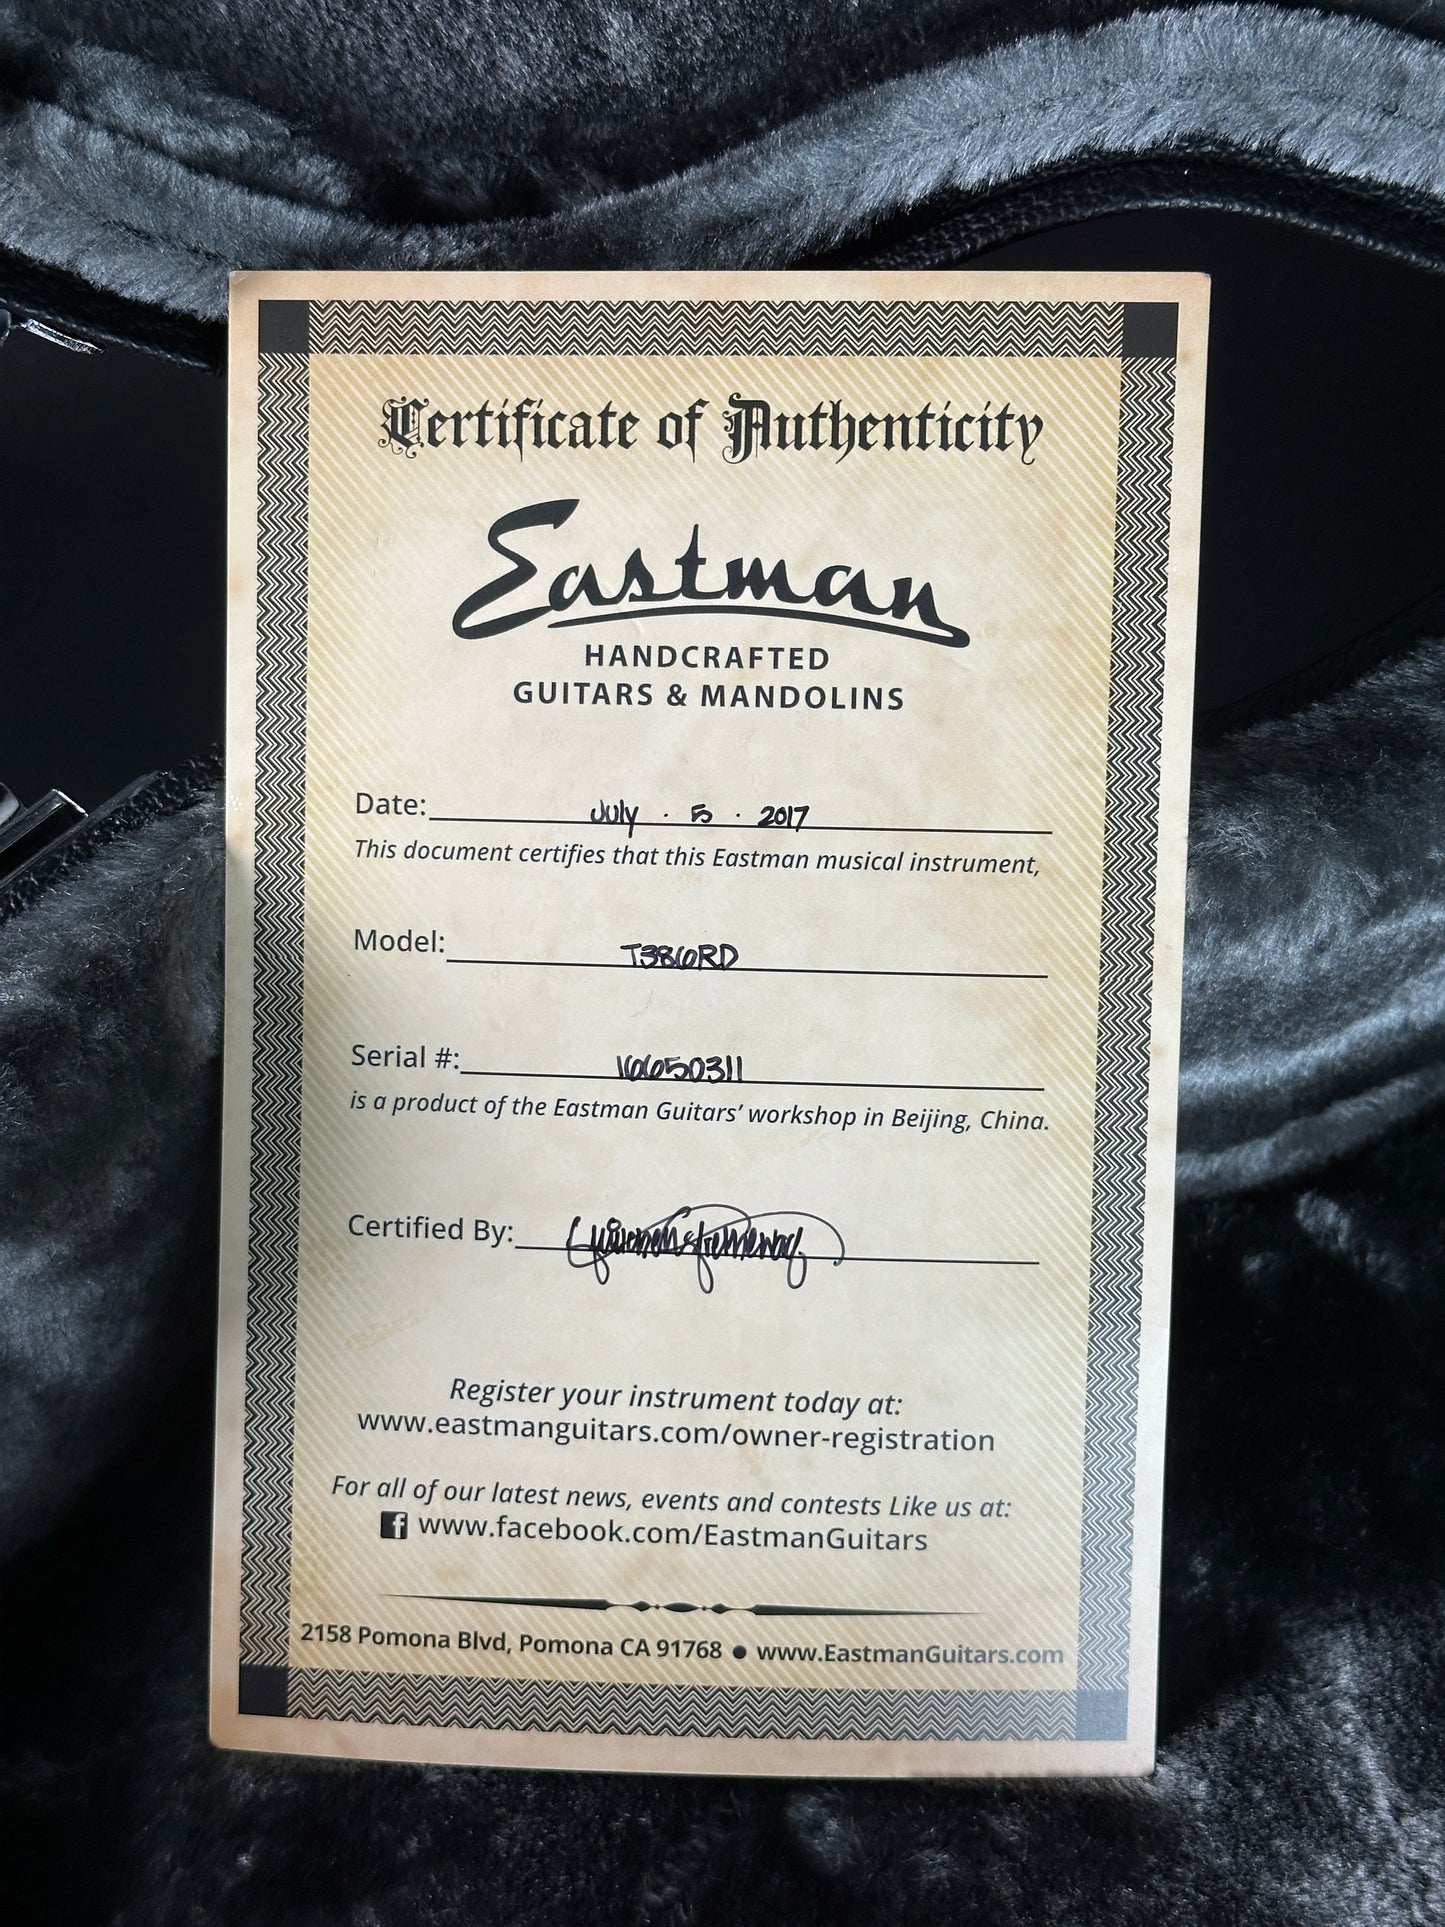 Certificate of Authenticity
Eastman
HANDCRAFTED
GUITARS & MANDOLINS
Date: July · 5 · 2017
This document certifies that this Eastman musical instrument,
Model: T386RD
Serial #: 16650311
is a product of the Eastman Guitars’ workshop in Beijing, China.
Certified By:
Register your instrument today at:
www.eastmanguitars.com/owner-registration
For all of our latest news, events and contests Like us at:
f www.facebook.com/EastmanGuitars
2158 Pomona Blvd, Pomona CA 91768 ● www.EastmanGuitars.com